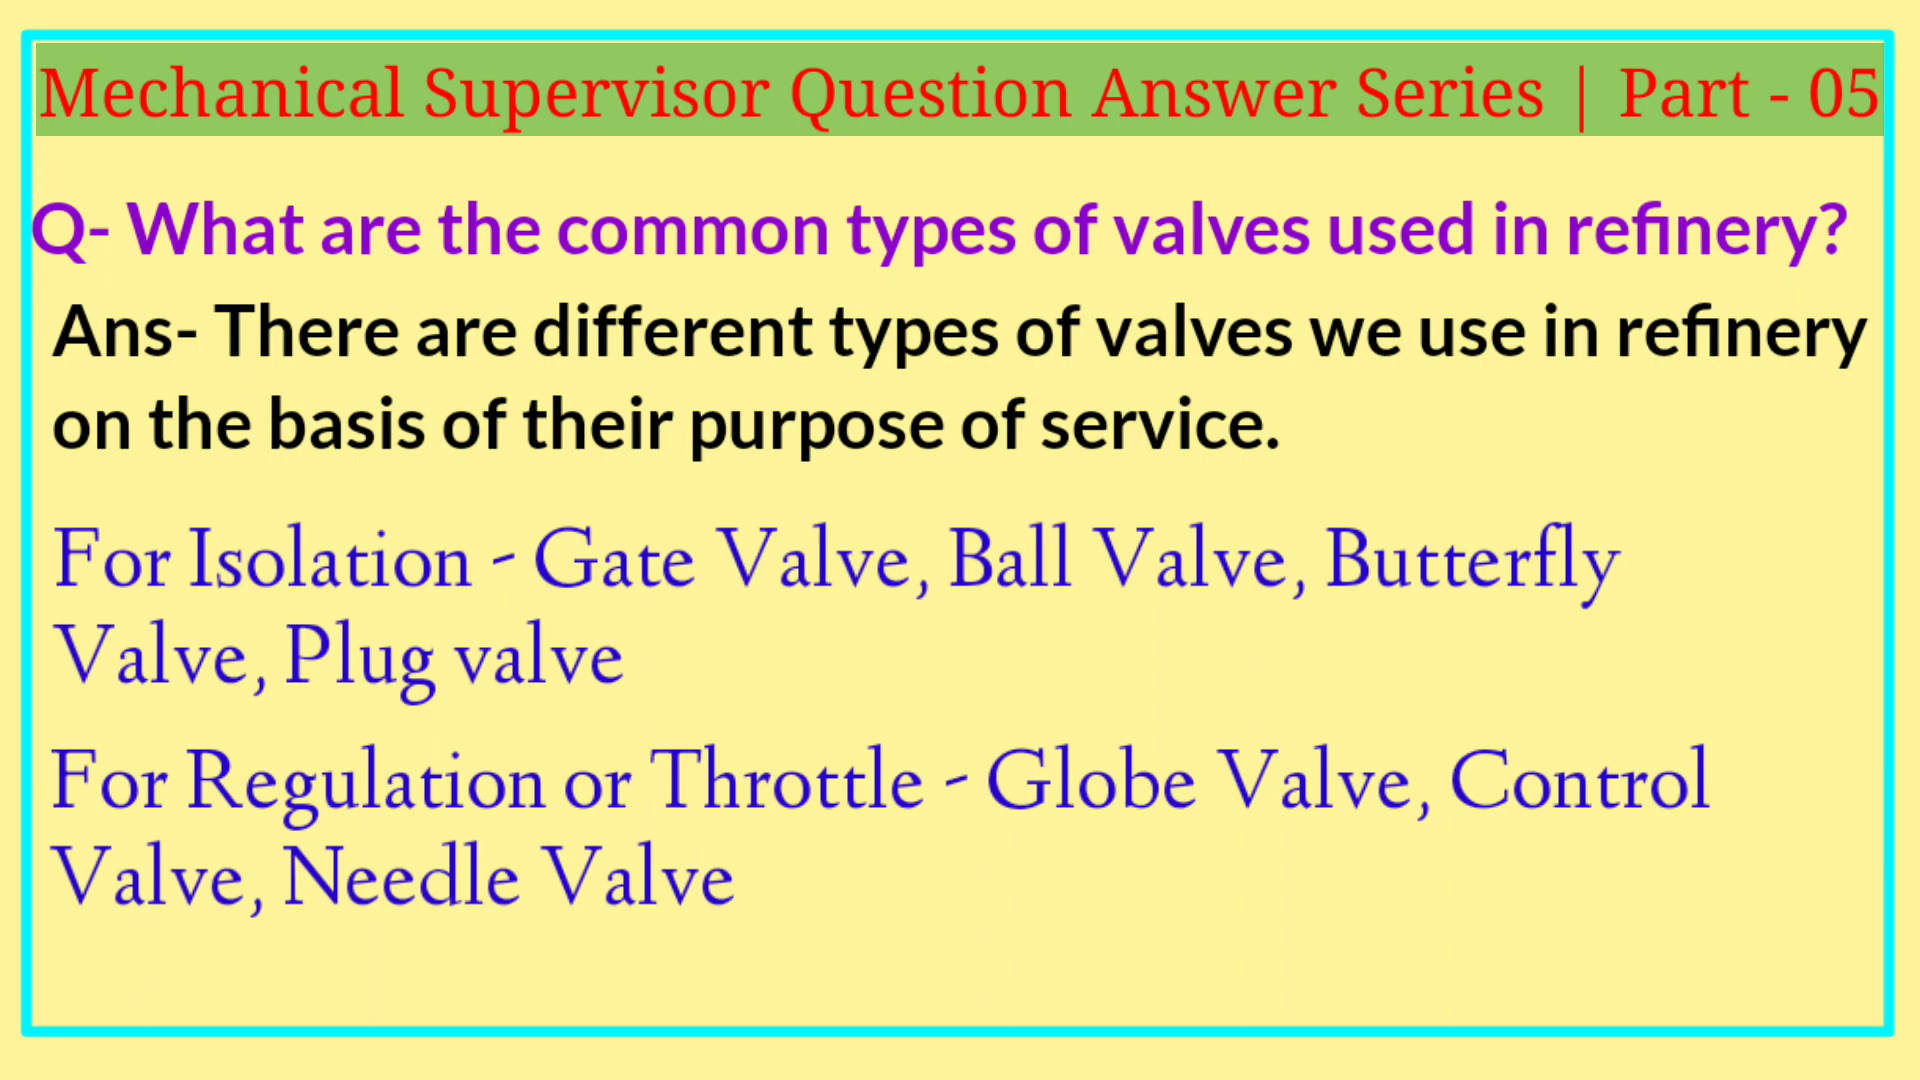 Mechanical Supervisor Question Answer Series | Part - 05
Q- What are the common types of valves used in refinery?
Ans- There are different types of valves we use in refinery
on the basis of their purpose of service.
For Isolation - Gate Valve, Ball Valve, Butterfly
Valve, Plug valve
For Regulation or Throttle - Globe Valve, Control
Valve, Needle Valve